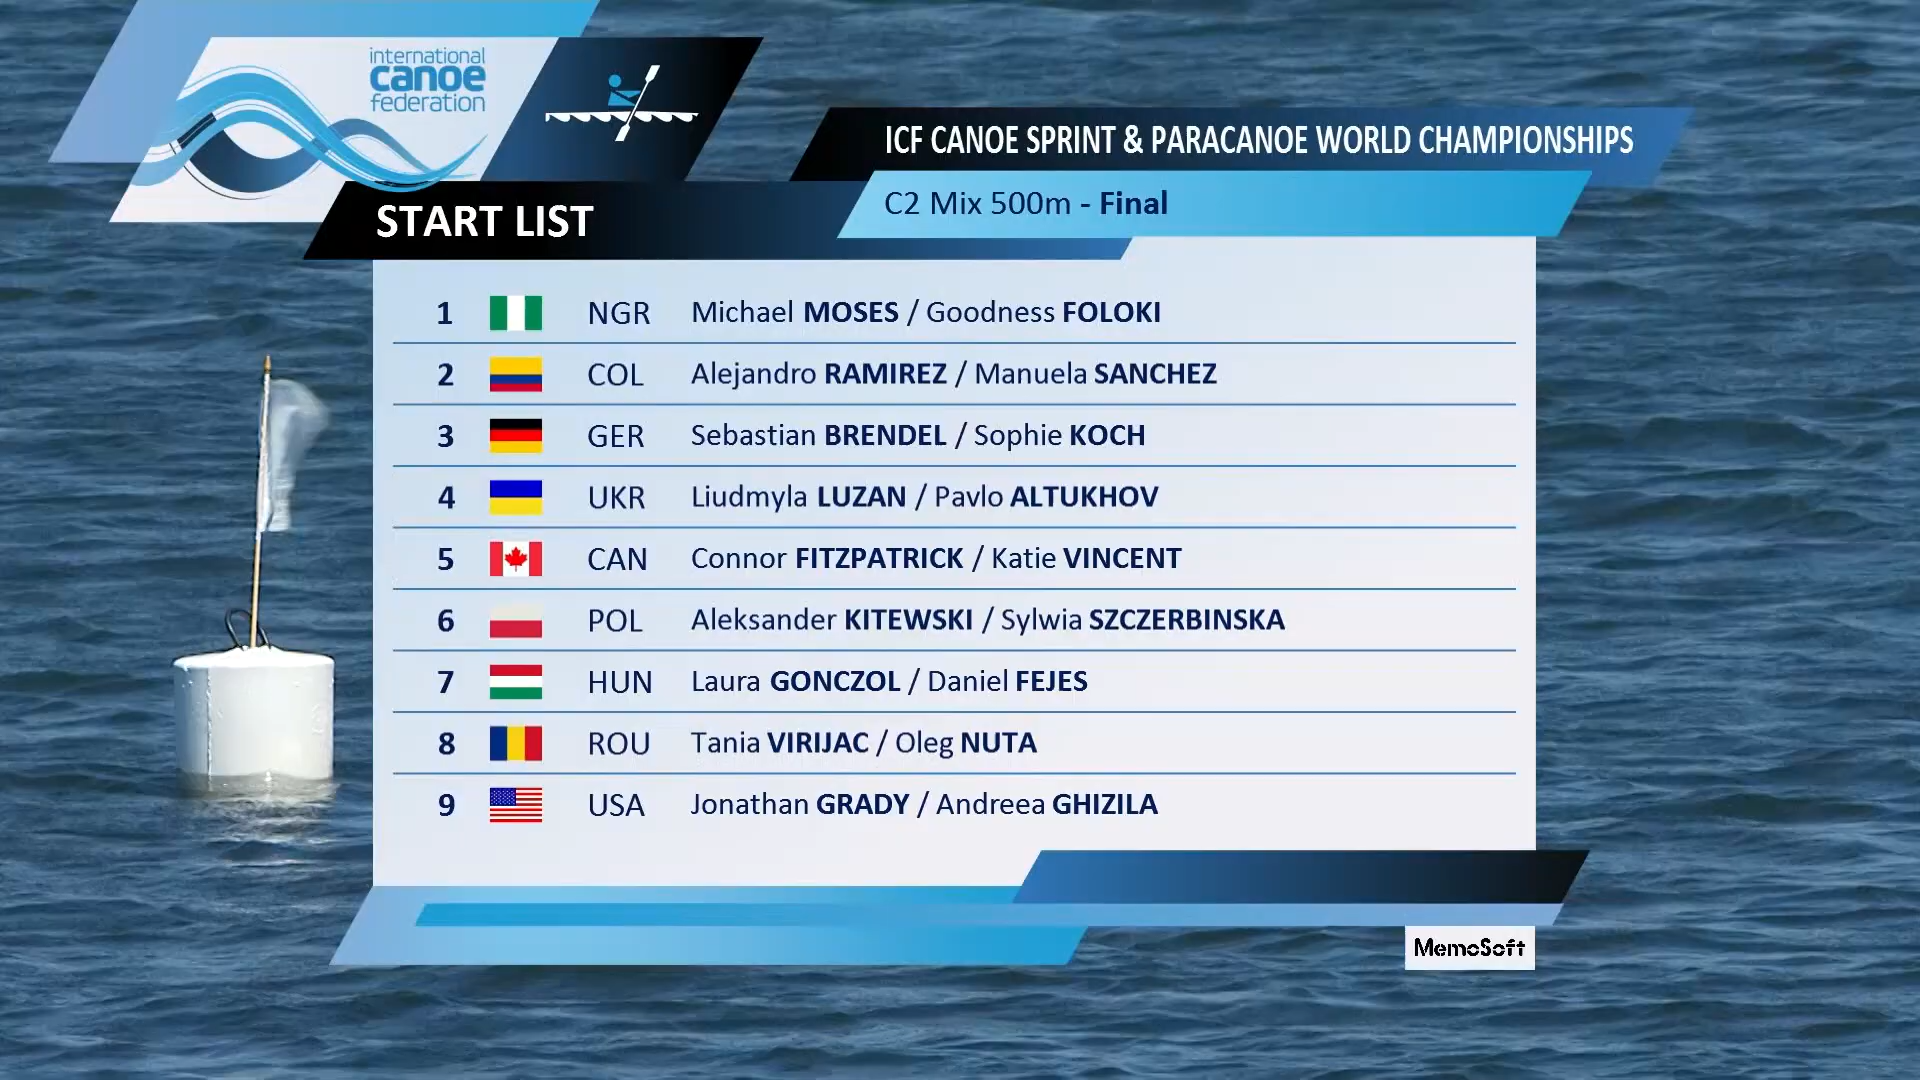 international
canoe
federation
ICF CANOE SPRINT & PARACANOE WORLD CHAMPIONSHIPS
C2 Mix 500m - Final
START LIST
1 NGR Michael MOSES / Goodness FOLOKI
2 COL Alejandro RAMIREZ / Manuela SANCHEZ
3 GER Sebastian BRENDEL / Sophie KOCH
4 UKR Liudmyla LUZAN / Pavlo ALTUKHOV
5 CAN Connor FITZPATRICK / Katie VINCENT
6 POL Aleksander KITEWSKI / Sylwia SZCZERBINSKA
7 HUN Laura GONCZOL / Daniel FEJES
8 ROU Tania VIRIJAC / Oleg NUTA
9 USA Jonathan GRADY / Andreea GHIZILA
MemoSoft